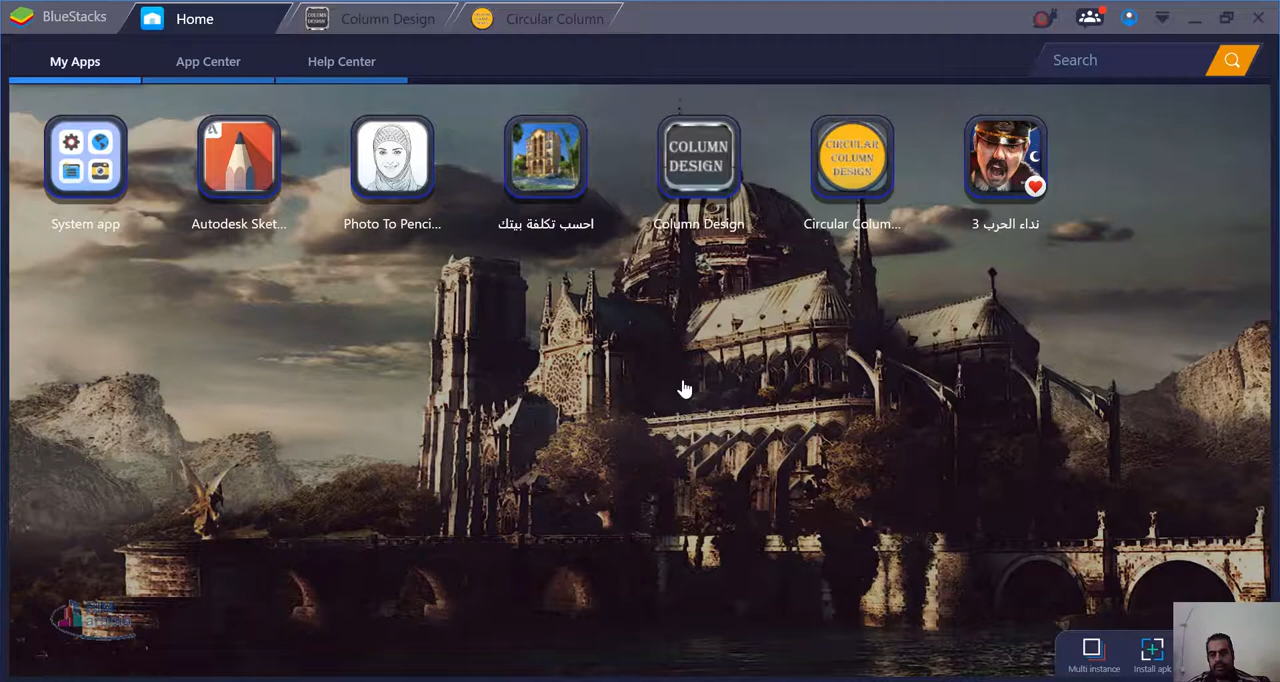 BlueStacks
Home
Column Design
Circular Column
My Apps
App Center
Help Center
Search
COLUMN
DESIGN
CIRCULAR
COLUMN
DESIGN
System app
Autodesk Sket...
Photo To Penci...
احسب تكلفة بيتك
Column Design
Circular Colum...
نداء الحرب 3
Multi instance
Install apk